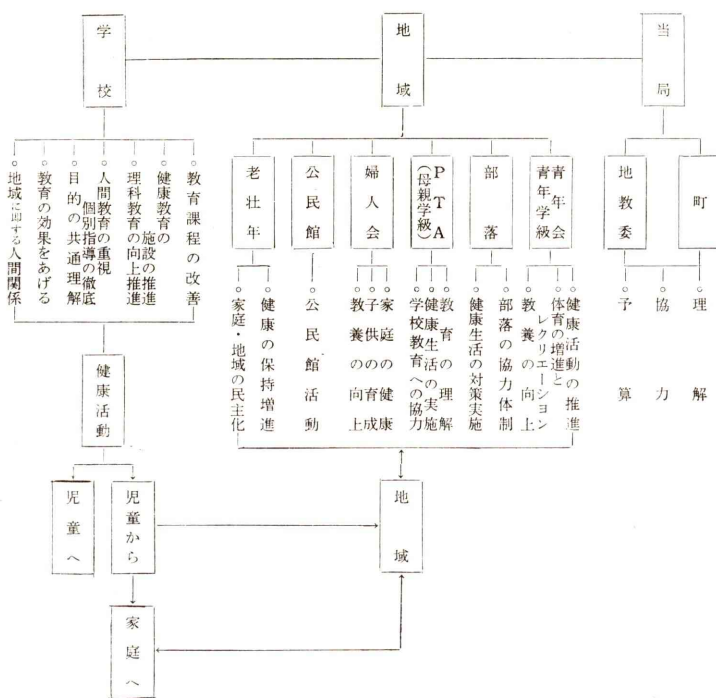 当局
地域
学校
町
地教委
○理解
○協力
○予算
青年会
青年学級
部落
PTA
(母親学級)
婦人会
公民館
老壮年
○健康活動の推進
○体育の増進と
レクリエーション
○教養の向上
○部落の協力体制
○健康生活の対策実施
○教育の理解
○健康生活の実施
○学校教育への協力
○家庭の健康
○子供の育成
○教養の向上
○公民館活動
○健康の保持増進
○家庭・地域の民主化
○教育課程の改善
○健康教育の
施設の推進
○理科教育の向上推進
○人間教育の重視
個別指導の徹底
○目的の共通理解
○教育の効果をあげる
○地域に即する人間関係
健康活動
児童から
児童へ
地域
家庭へ